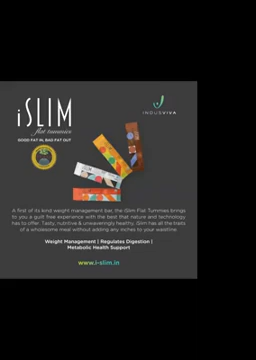 iSLIM
flat tummies
GOOD FAT IN, BAD FAT OUT
INDUSVIVA
A first of its kind weight management bar, the iSlim Flat Tummies brings
to you a guilt free experience with the best that nature and technology
has to offer. Tasty, nutritive & unwaveringly healthy. iSlim has all the traits
of a wholesome meal without adding any inches to your waistline.
Weight Management | Regulates Digestion |
Metabolic Health Support
www.i-slim.in